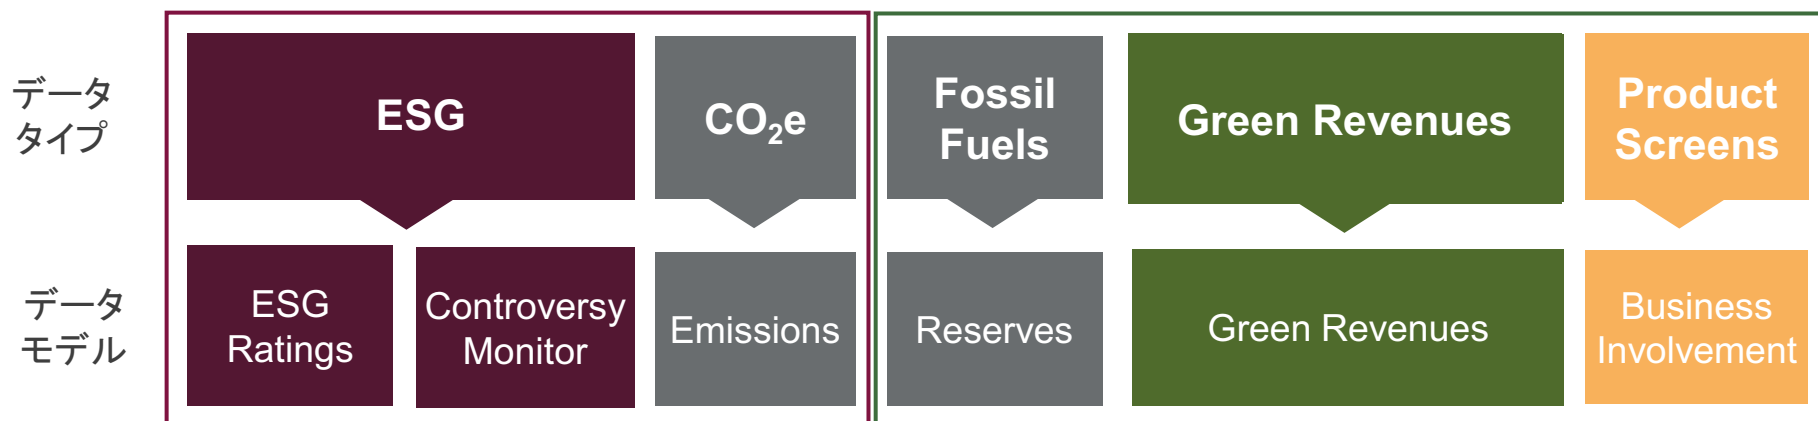 データ
タイプ
ESG
CO₂e
Fossil
Fuels
Green Revenues
Product
Screens
データ
モデル
ESG
Ratings
Controversy
Monitor
Emissions
Reserves
Green Revenues
Business
Involvement